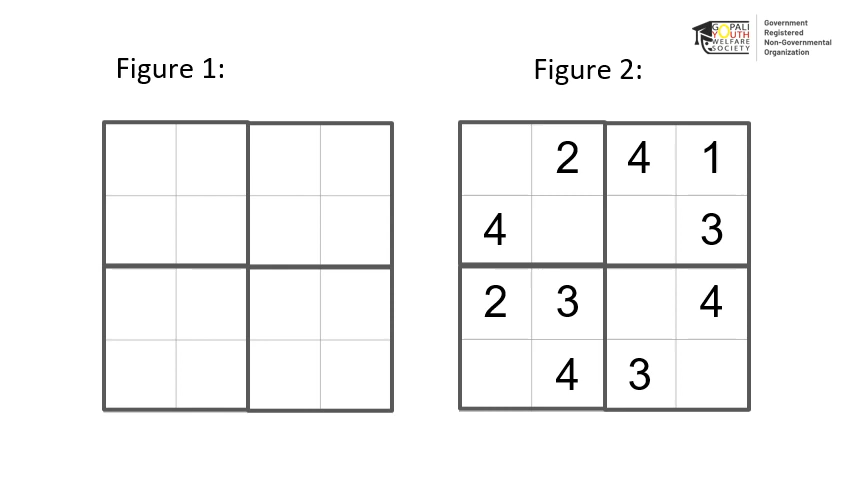 GOPALI
YOUTH
WELFARE
SOCIETY
Government
Registered
Non-Governmental
Organization
Figure 1:
Figure 2:
2 4 1
4 3
2 3 4
4 3